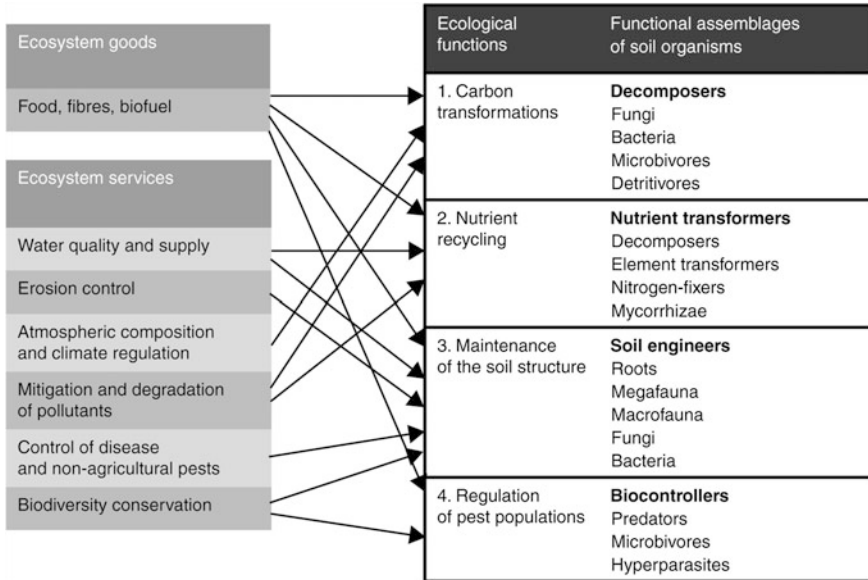 Ecosystem goods
Food, fibres, biofuel
Ecosystem services
Water quality and supply
Erosion control
Atmospheric composition
and climate regulation
Mitigation and degradation
of pollutants
Control of disease
and non-agricultural pests
Biodiversity conservation
Ecological
functions
Functional assemblages
of soil organisms
1. Carbon
transformations
Decomposers
Fungi
Bacteria
Microbivores
Detritivores
2. Nutrient
recycling
Nutrient transformers
Decomposers
Element transformers
Nitrogen-fixers
Mycorrhizae
3. Maintenance
of the soil structure
Soil engineers
Roots
Megafauna
Macrofauna
Fungi
Bacteria
4. Regulation
of pest populations
Biocontrollers
Predators
Microbivores
Hyperparasites